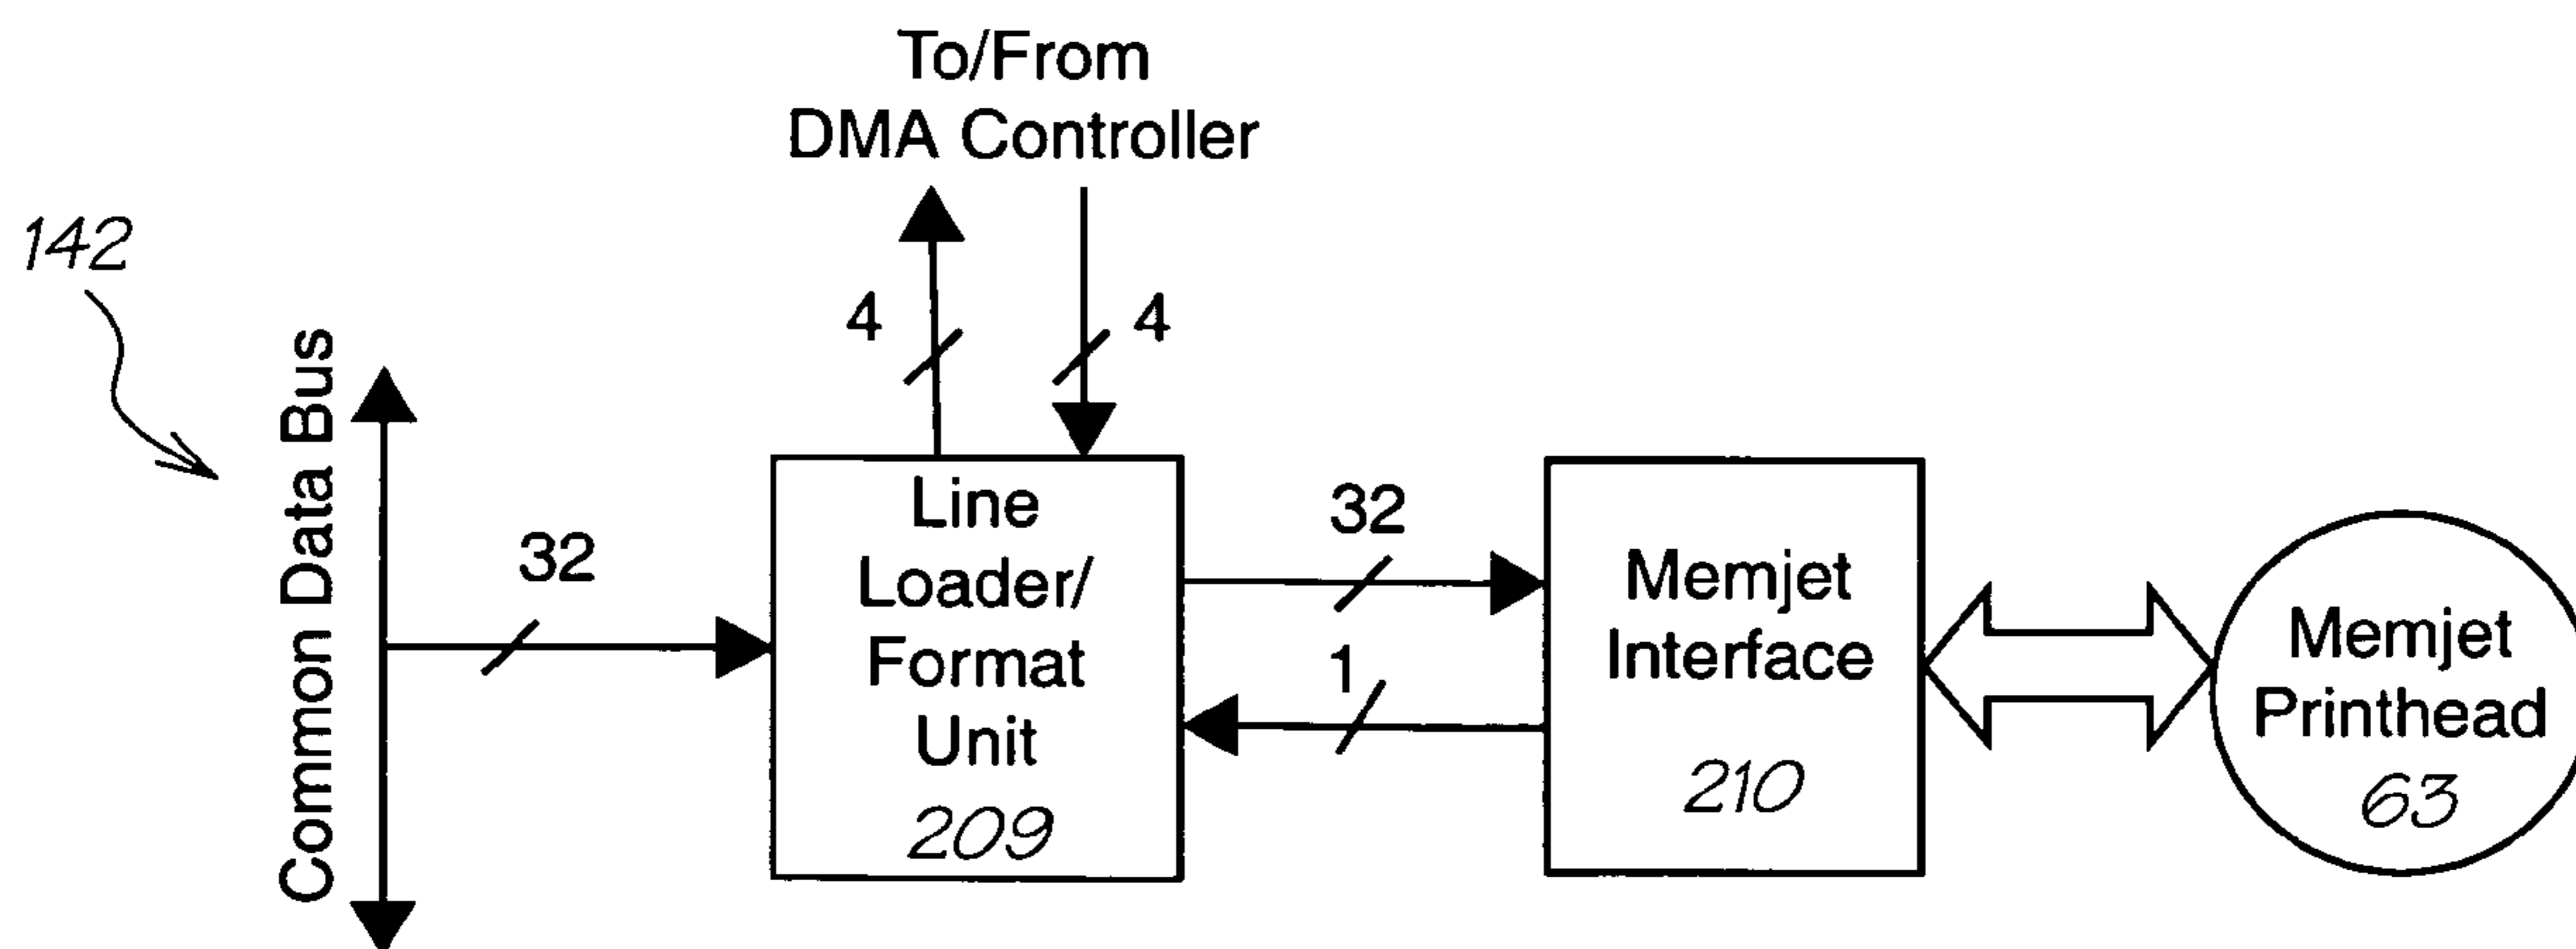 To/From
DMA Controller
142
4
4
Common Data Bus
32
Line
Loader/
Format
Unit
209
32
1
Memjet
Interface
210
Memjet
Printhead
63